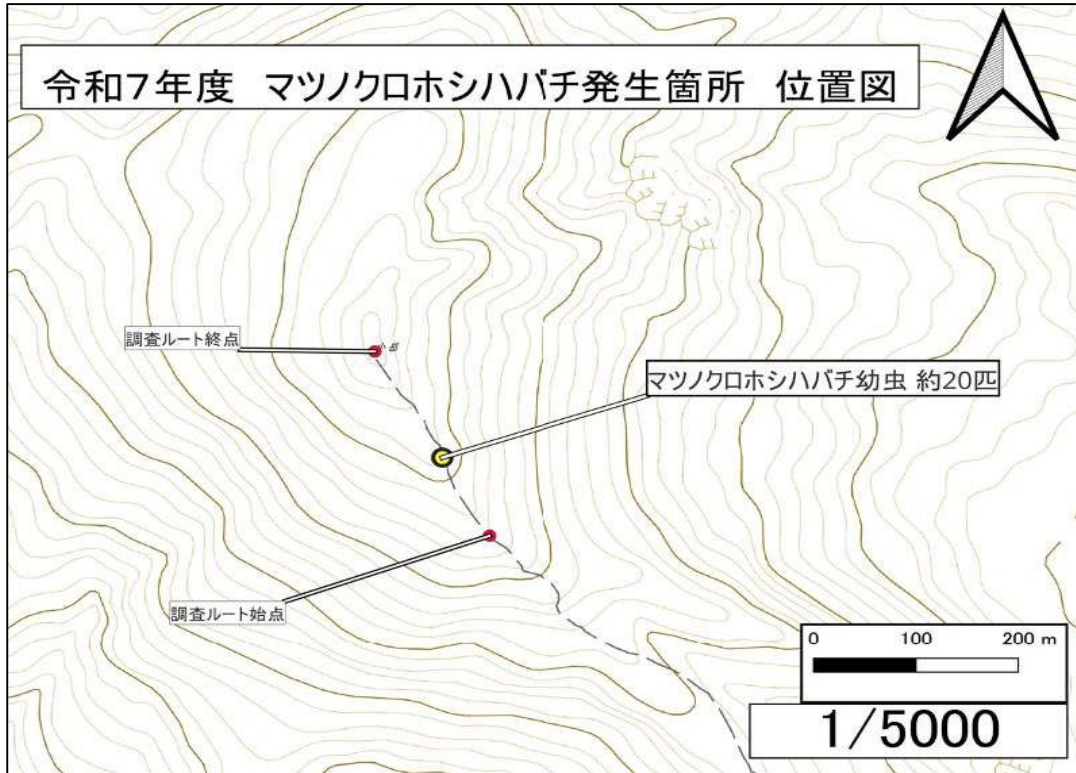 令和7年度 マツノクロホシハバチ発生箇所 位置図
調査ルート終点
マツノクロホシハバチ幼虫 約20匹
調査ルート始点
0 100 200 m
1/5000